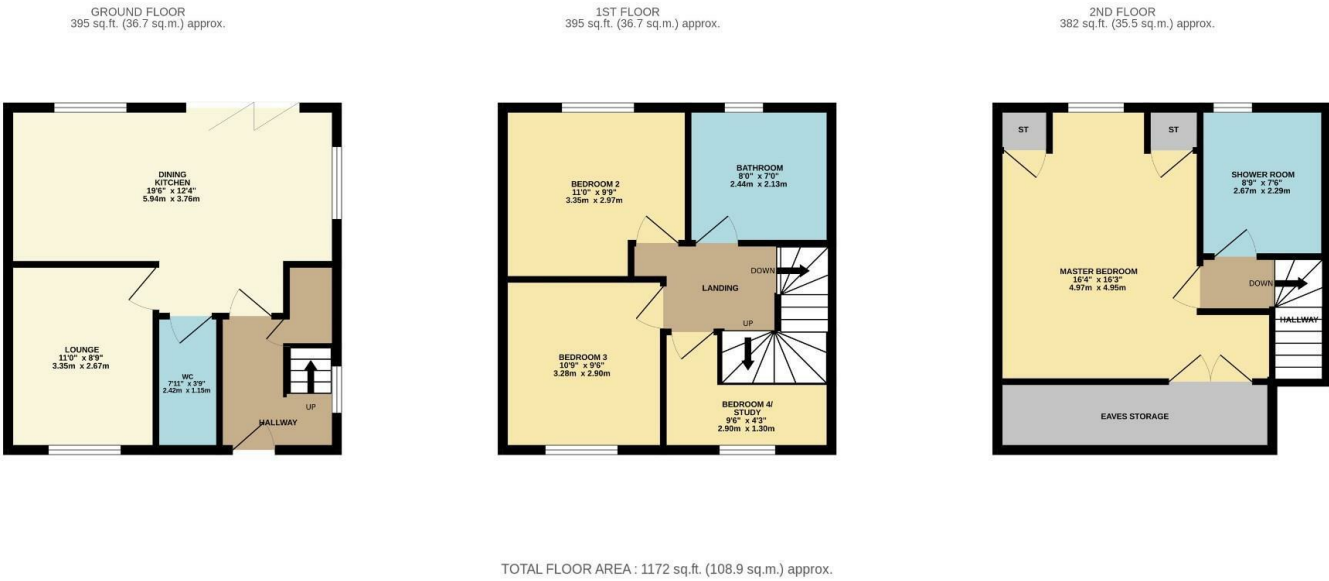 GROUND FLOOR
395 sq.ft. (36.7 sq.m.) approx.
1ST FLOOR
395 sq.ft. (36.7 sq.m.) approx.
2ND FLOOR
382 sq.ft. (35.5 sq.m.) approx.
DINING
KITCHEN
19'6" x 12'4"
5.94m x 3.76m
LOUNGE
11'0" x 8'9"
3.35m x 2.67m
WC
7'11" x 3'9"
2.42m x 1.15m
UP
HALLWAY
BEDROOM 2
11'0" x 9'9"
3.35m x 2.97m
BATHROOM
8'0" x 7'0"
2.44m x 2.13m
DOWN
LANDING
UP
BEDROOM 3
10'9" x 9'6"
3.28m x 2.90m
BEDROOM 4/
STUDY
9'6" x 4'3"
2.90m x 1.30m
ST
ST
SHOWER ROOM
8'9" x 7'6"
2.67m x 2.29m
MASTER BEDROOM
16'4" x 16'3"
4.97m x 4.95m
DOWN
HALLWAY
EAVES STORAGE
TOTAL FLOOR AREA : 1172 sq.ft. (108.9 sq.m.) approx.